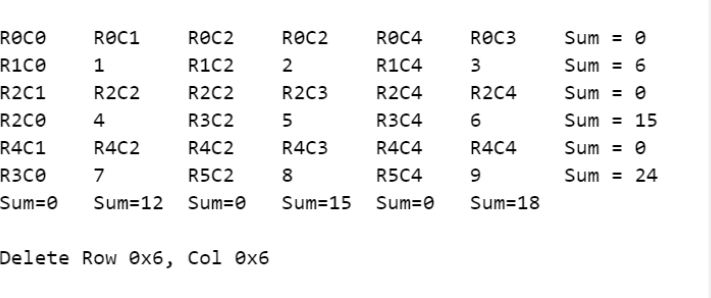 R0C0 R0C1 R0C2 R0C2 R0C4 R0C3 Sum = 0
R1C0 1 R1C2 2 R1C4 3 Sum = 6
R2C1 R2C2 R2C2 R2C3 R2C4 R2C4 Sum = 0
R2C0 4 R3C2 5 R3C4 6 Sum = 15
R4C1 R4C2 R4C2 R4C3 R4C4 R4C4 Sum = 0
R3C0 7 R5C2 8 R5C4 9 Sum = 24
Sum=0 Sum=12 Sum=0 Sum=15 Sum=0 Sum=18
Delete Row 0x6, Col 0x6